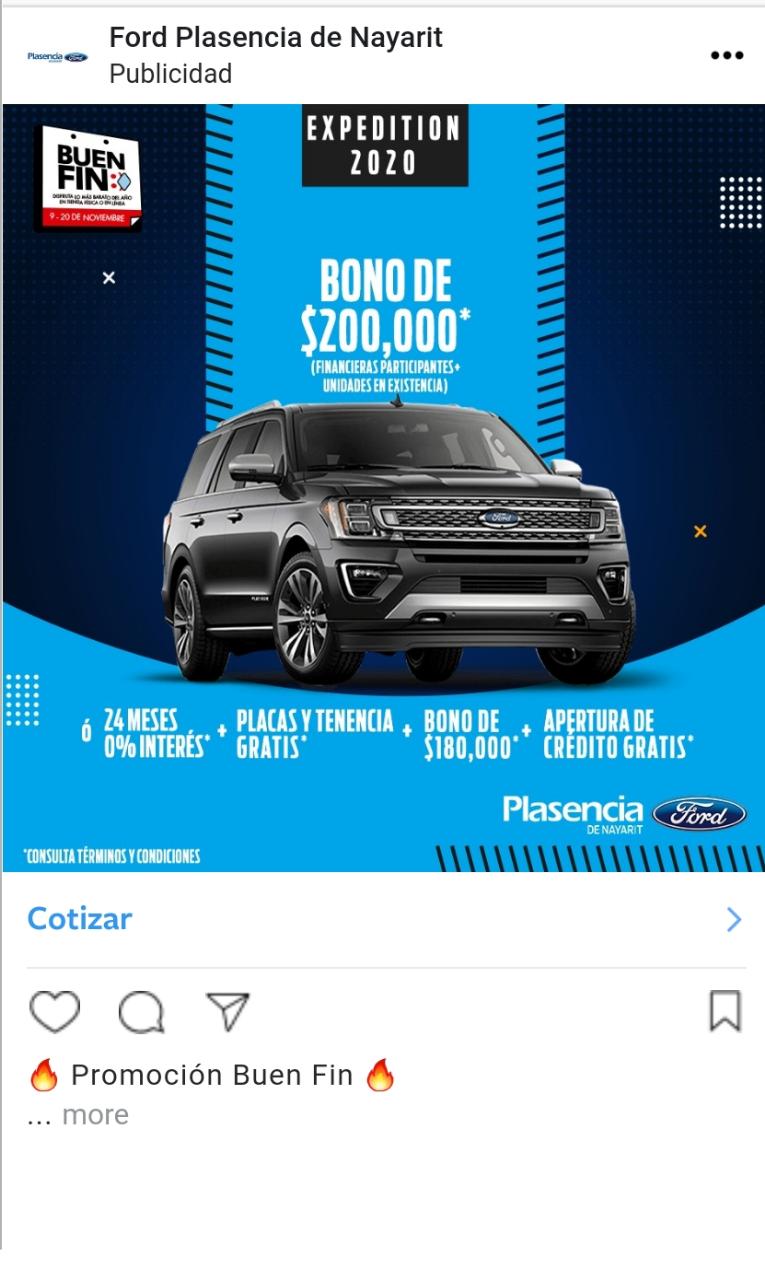 Plasencia Ford
Ford Plasencia de Nayarit
Publicidad
EXPEDITION
2020
BUEN
FIN
DISFRUTA LO MÁS BARATO DEL AÑO
EN TIENDA FÍSICA O EN LÍNEA
9 - 20 DE NOVIEMBRE
BONO DE
$200,000*
(FINANCIERAS PARTICIPANTES+
UNIDADES EN EXISTENCIA)
Ford
PLATINUM
ó 24 MESES 0% INTERÉS* + PLACAS Y TENENCIA GRATIS* + BONO DE $180,000* + APERTURA DE CRÉDITO GRATIS*
Plasencia Ford
DE NAYARIT
*CONSULTA TÉRMINOS Y CONDICIONES
Cotizar
🔥 Promoción Buen Fin 🔥
... more